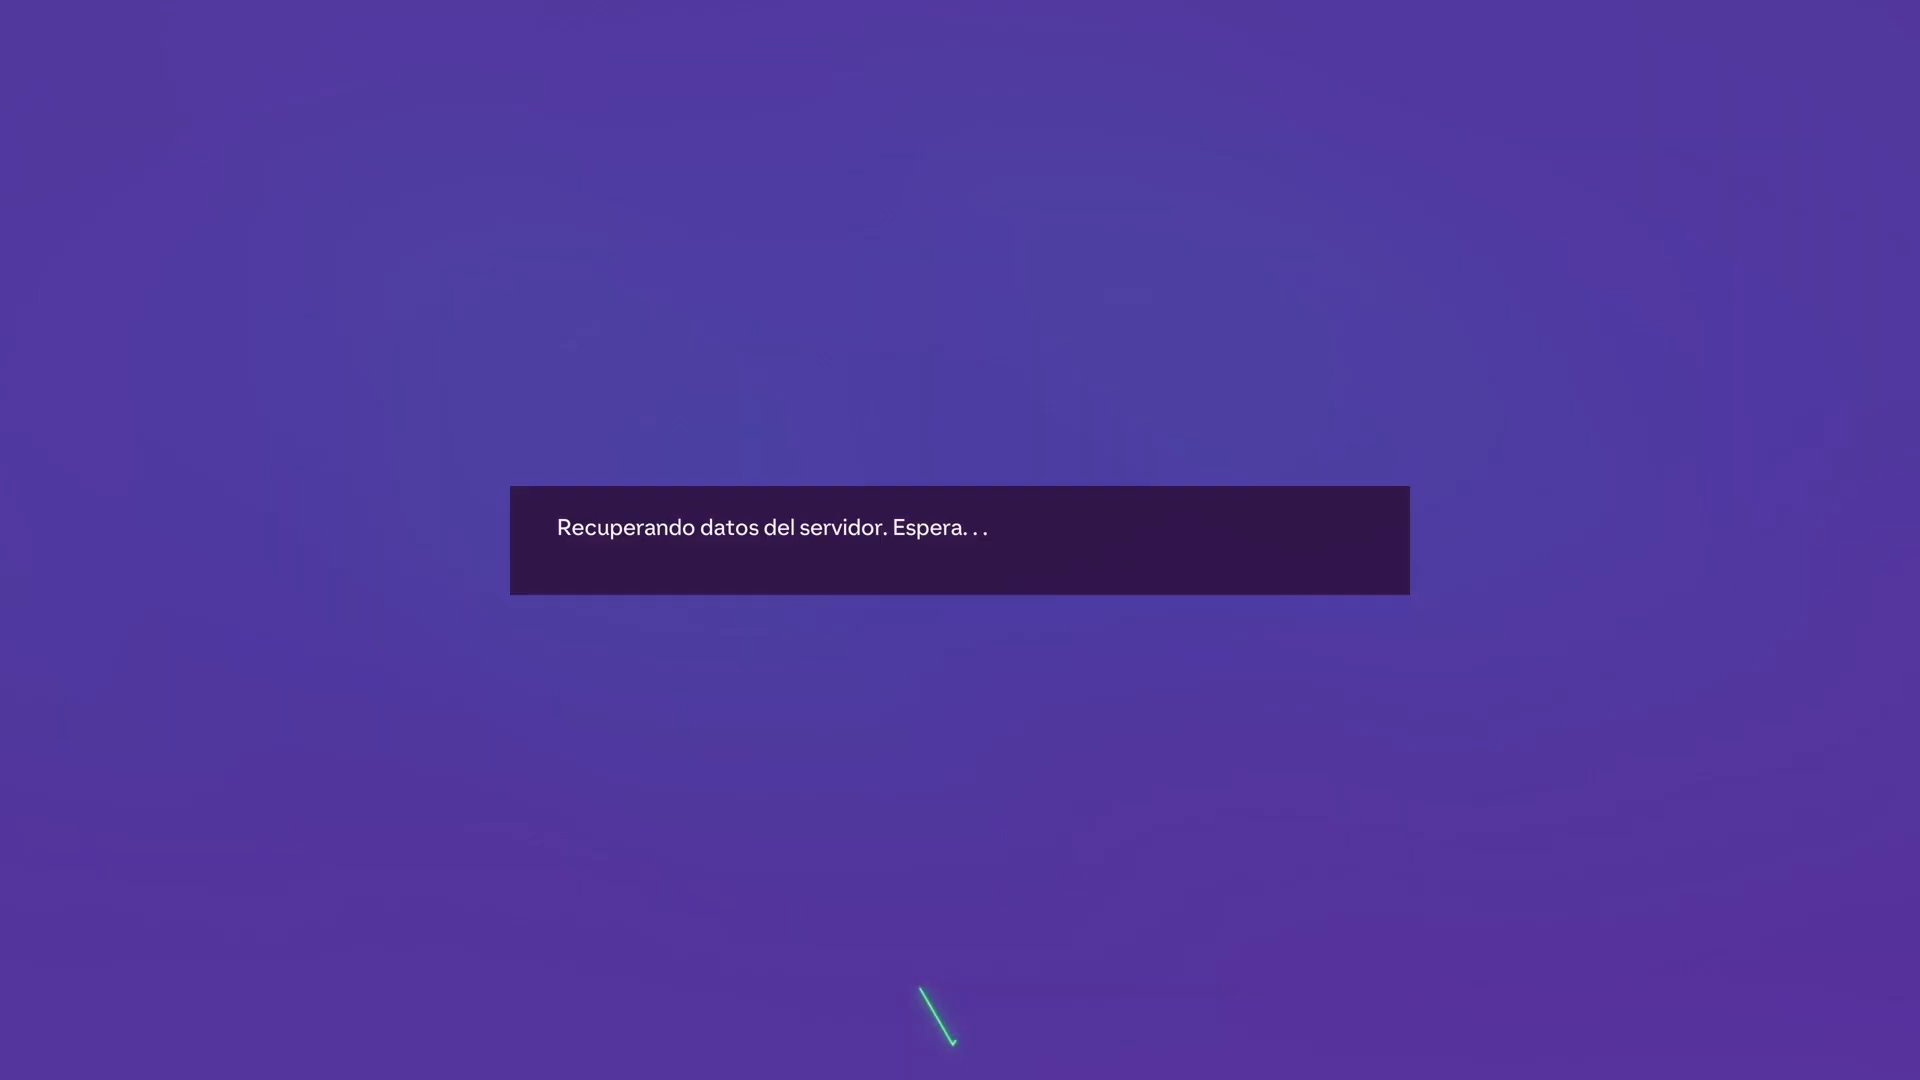 Recuperando datos del servidor. Espera. . .